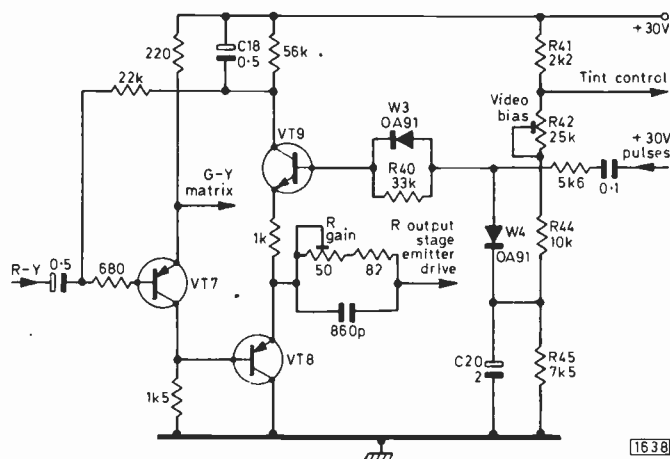 +30V
220
C18
0.5
56k
R41
2k2
22k
Tint control
Video
bias
R42
25k
W3
OA91
+30V
pulses
VT9
R40
33k
5k6
0.1
G-Y
matrix
1k
R
gain
R output
stage
emitter
drive
W4
OA91
R44
10k
R-Y
0.5
680
VT7
50
82
860p
VT8
1k5
C20
2
R45
7k5
1638